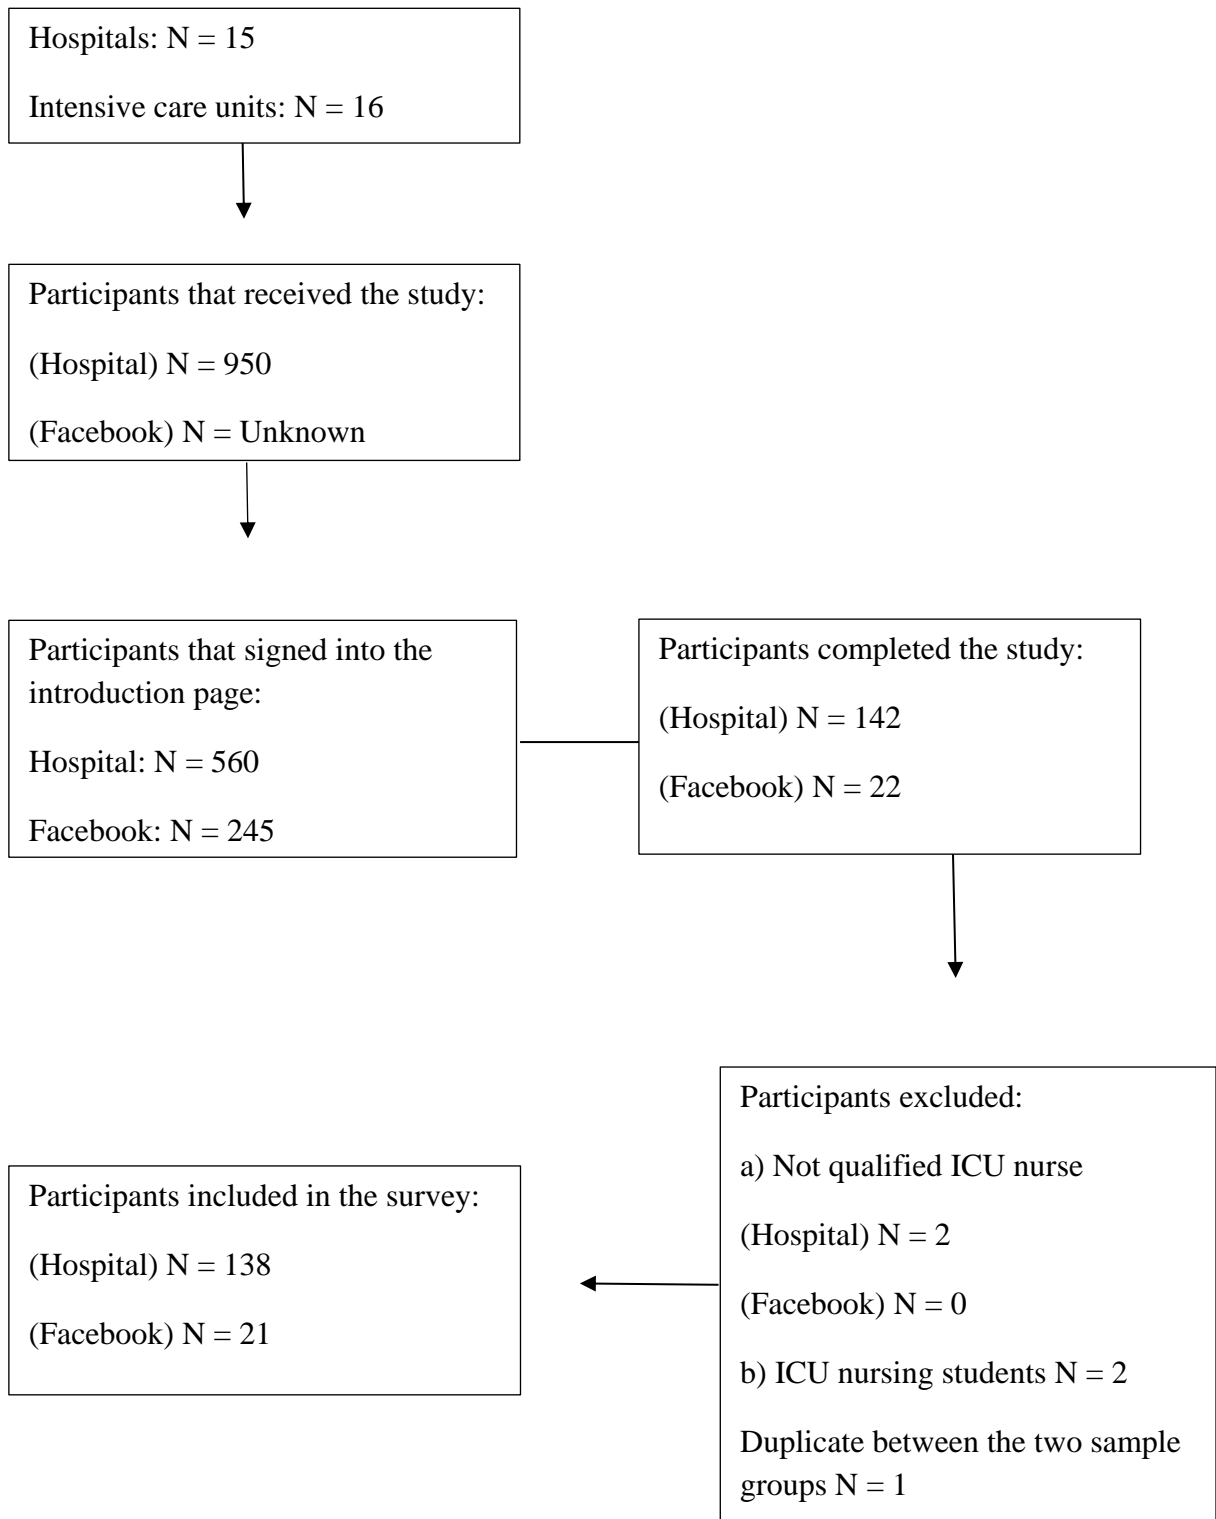 Hospitals: N = 15
Intensive care units: N = 16
Participants that received the study:
(Hospital) N = 950
(Facebook) N = Unknown
Participants that signed into the
introduction page:
Hospital: N = 560
Facebook: N = 245
Participants completed the study:
(Hospital) N = 142
(Facebook) N = 22
Participants excluded:
a) Not qualified ICU nurse
(Hospital) N = 2
(Facebook) N = 0
b) ICU nursing students N = 2
Duplicate between the two sample
groups N = 1
Participants included in the survey:
(Hospital) N = 138
(Facebook) N = 21